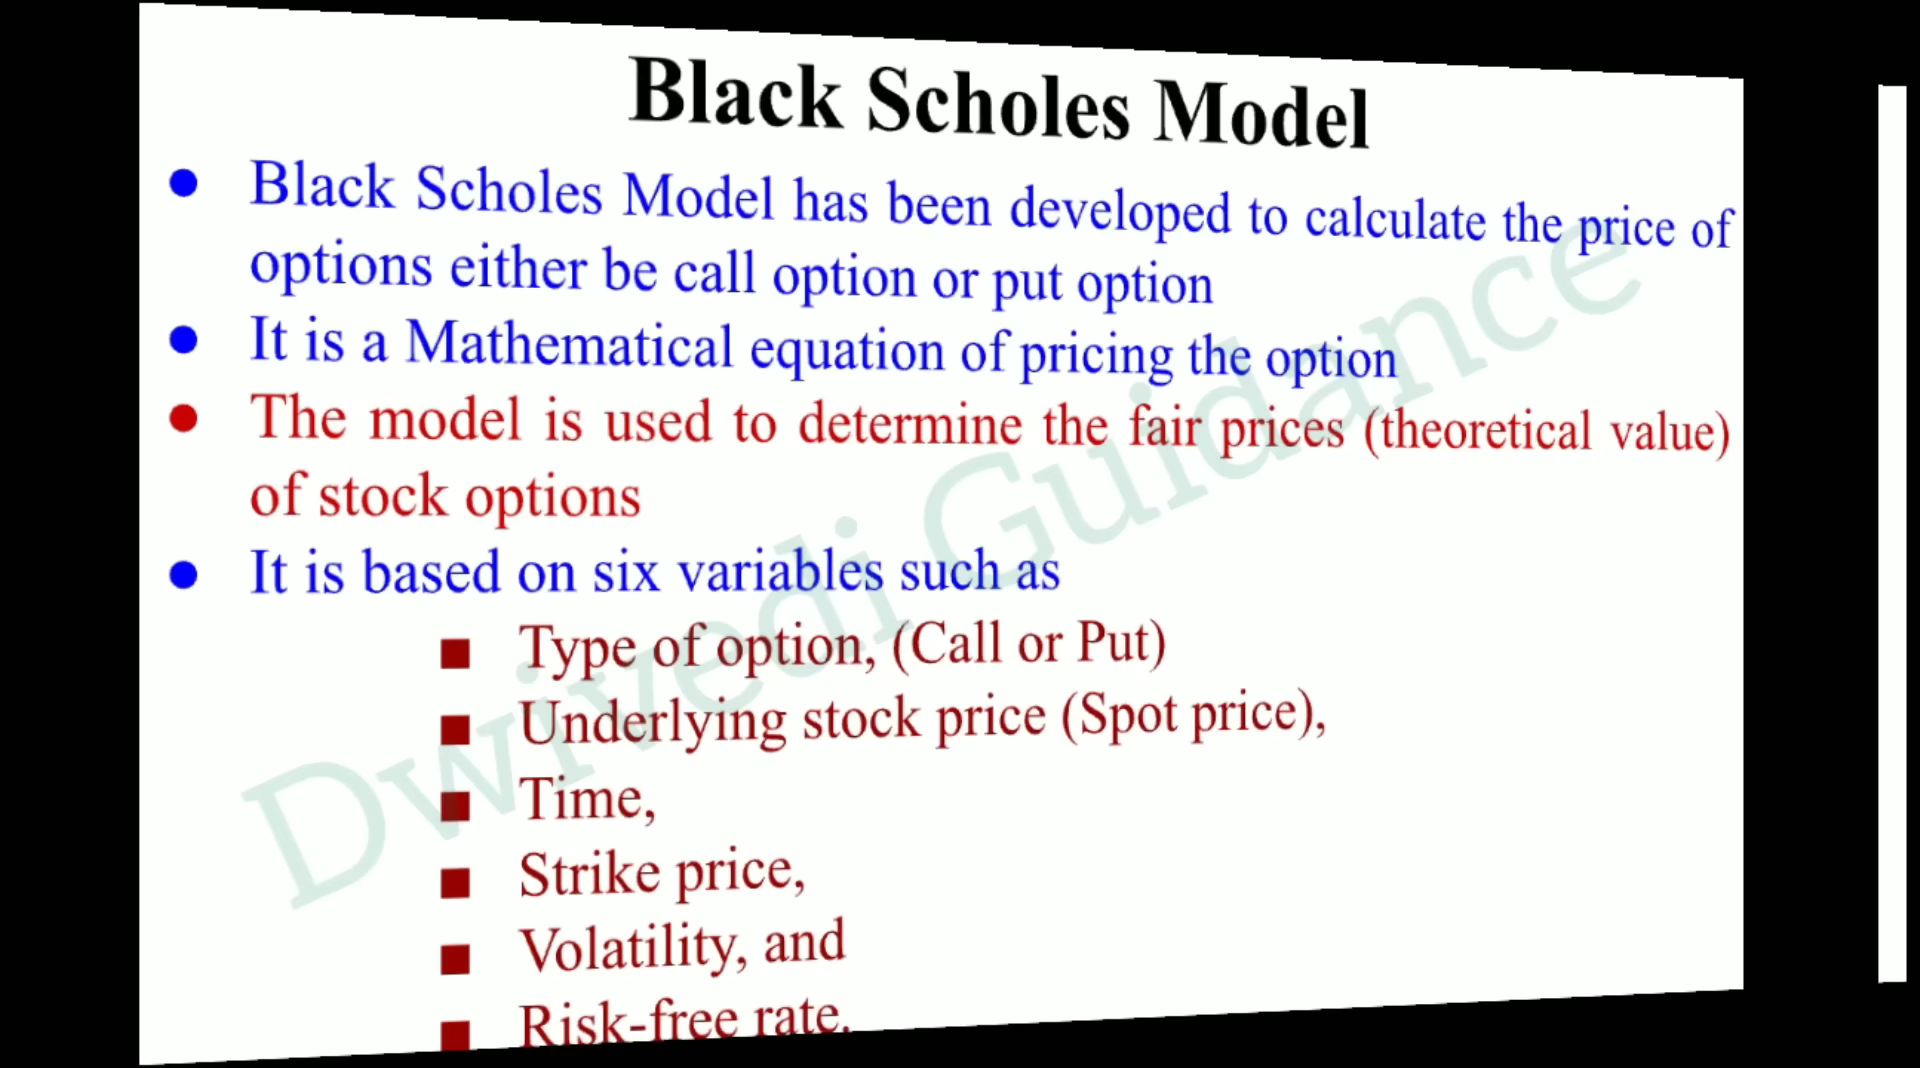 Black Scholes Model
● Black Scholes Model has been developed to calculate the price of
options either be call option or put option
● It is a Mathematical equation of pricing the option
● The model is used to determine the fair prices (theoretical value)
of stock options
● It is based on six variables such as
■ Type of option, (Call or Put)
■ Underlying stock price (Spot price),
■ Time,
■ Strike price,
■ Volatility, and
■ Risk-free rate.
Dwivedi Guidance